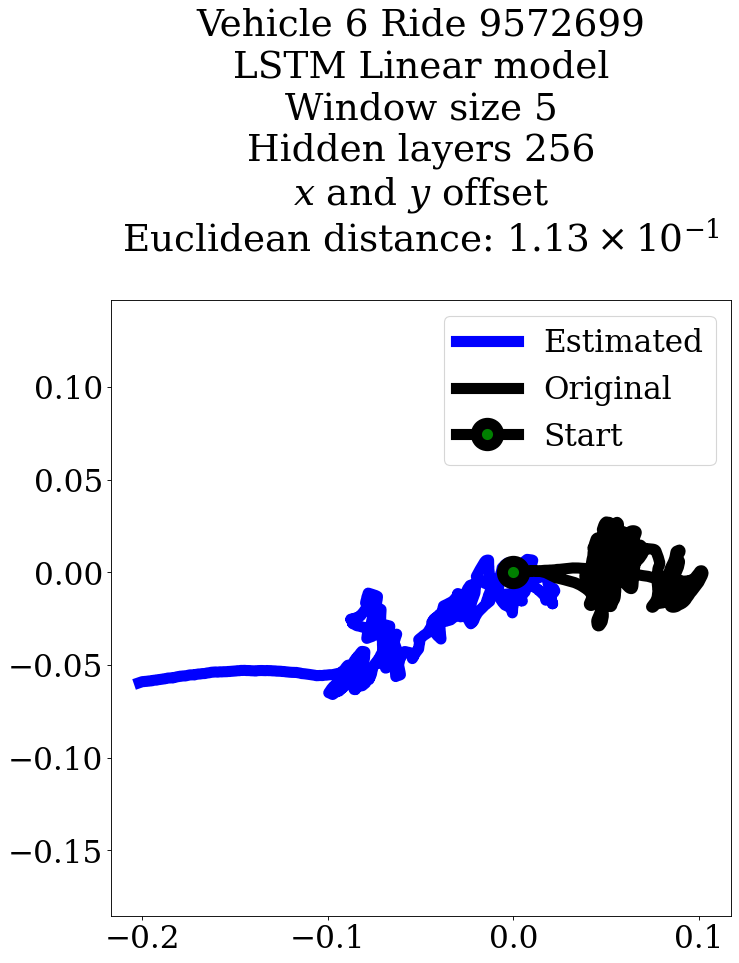 Vehicle 6 Ride 9572699
LSTM Linear model
Window size 5
Hidden layers 256
x and y offset
Euclidean distance: 1.13 × 10⁻¹
Estimated
Original
Start
0.10
0.05
0.00
−0.05
−0.10
−0.15
−0.2
−0.1
0.0
0.1